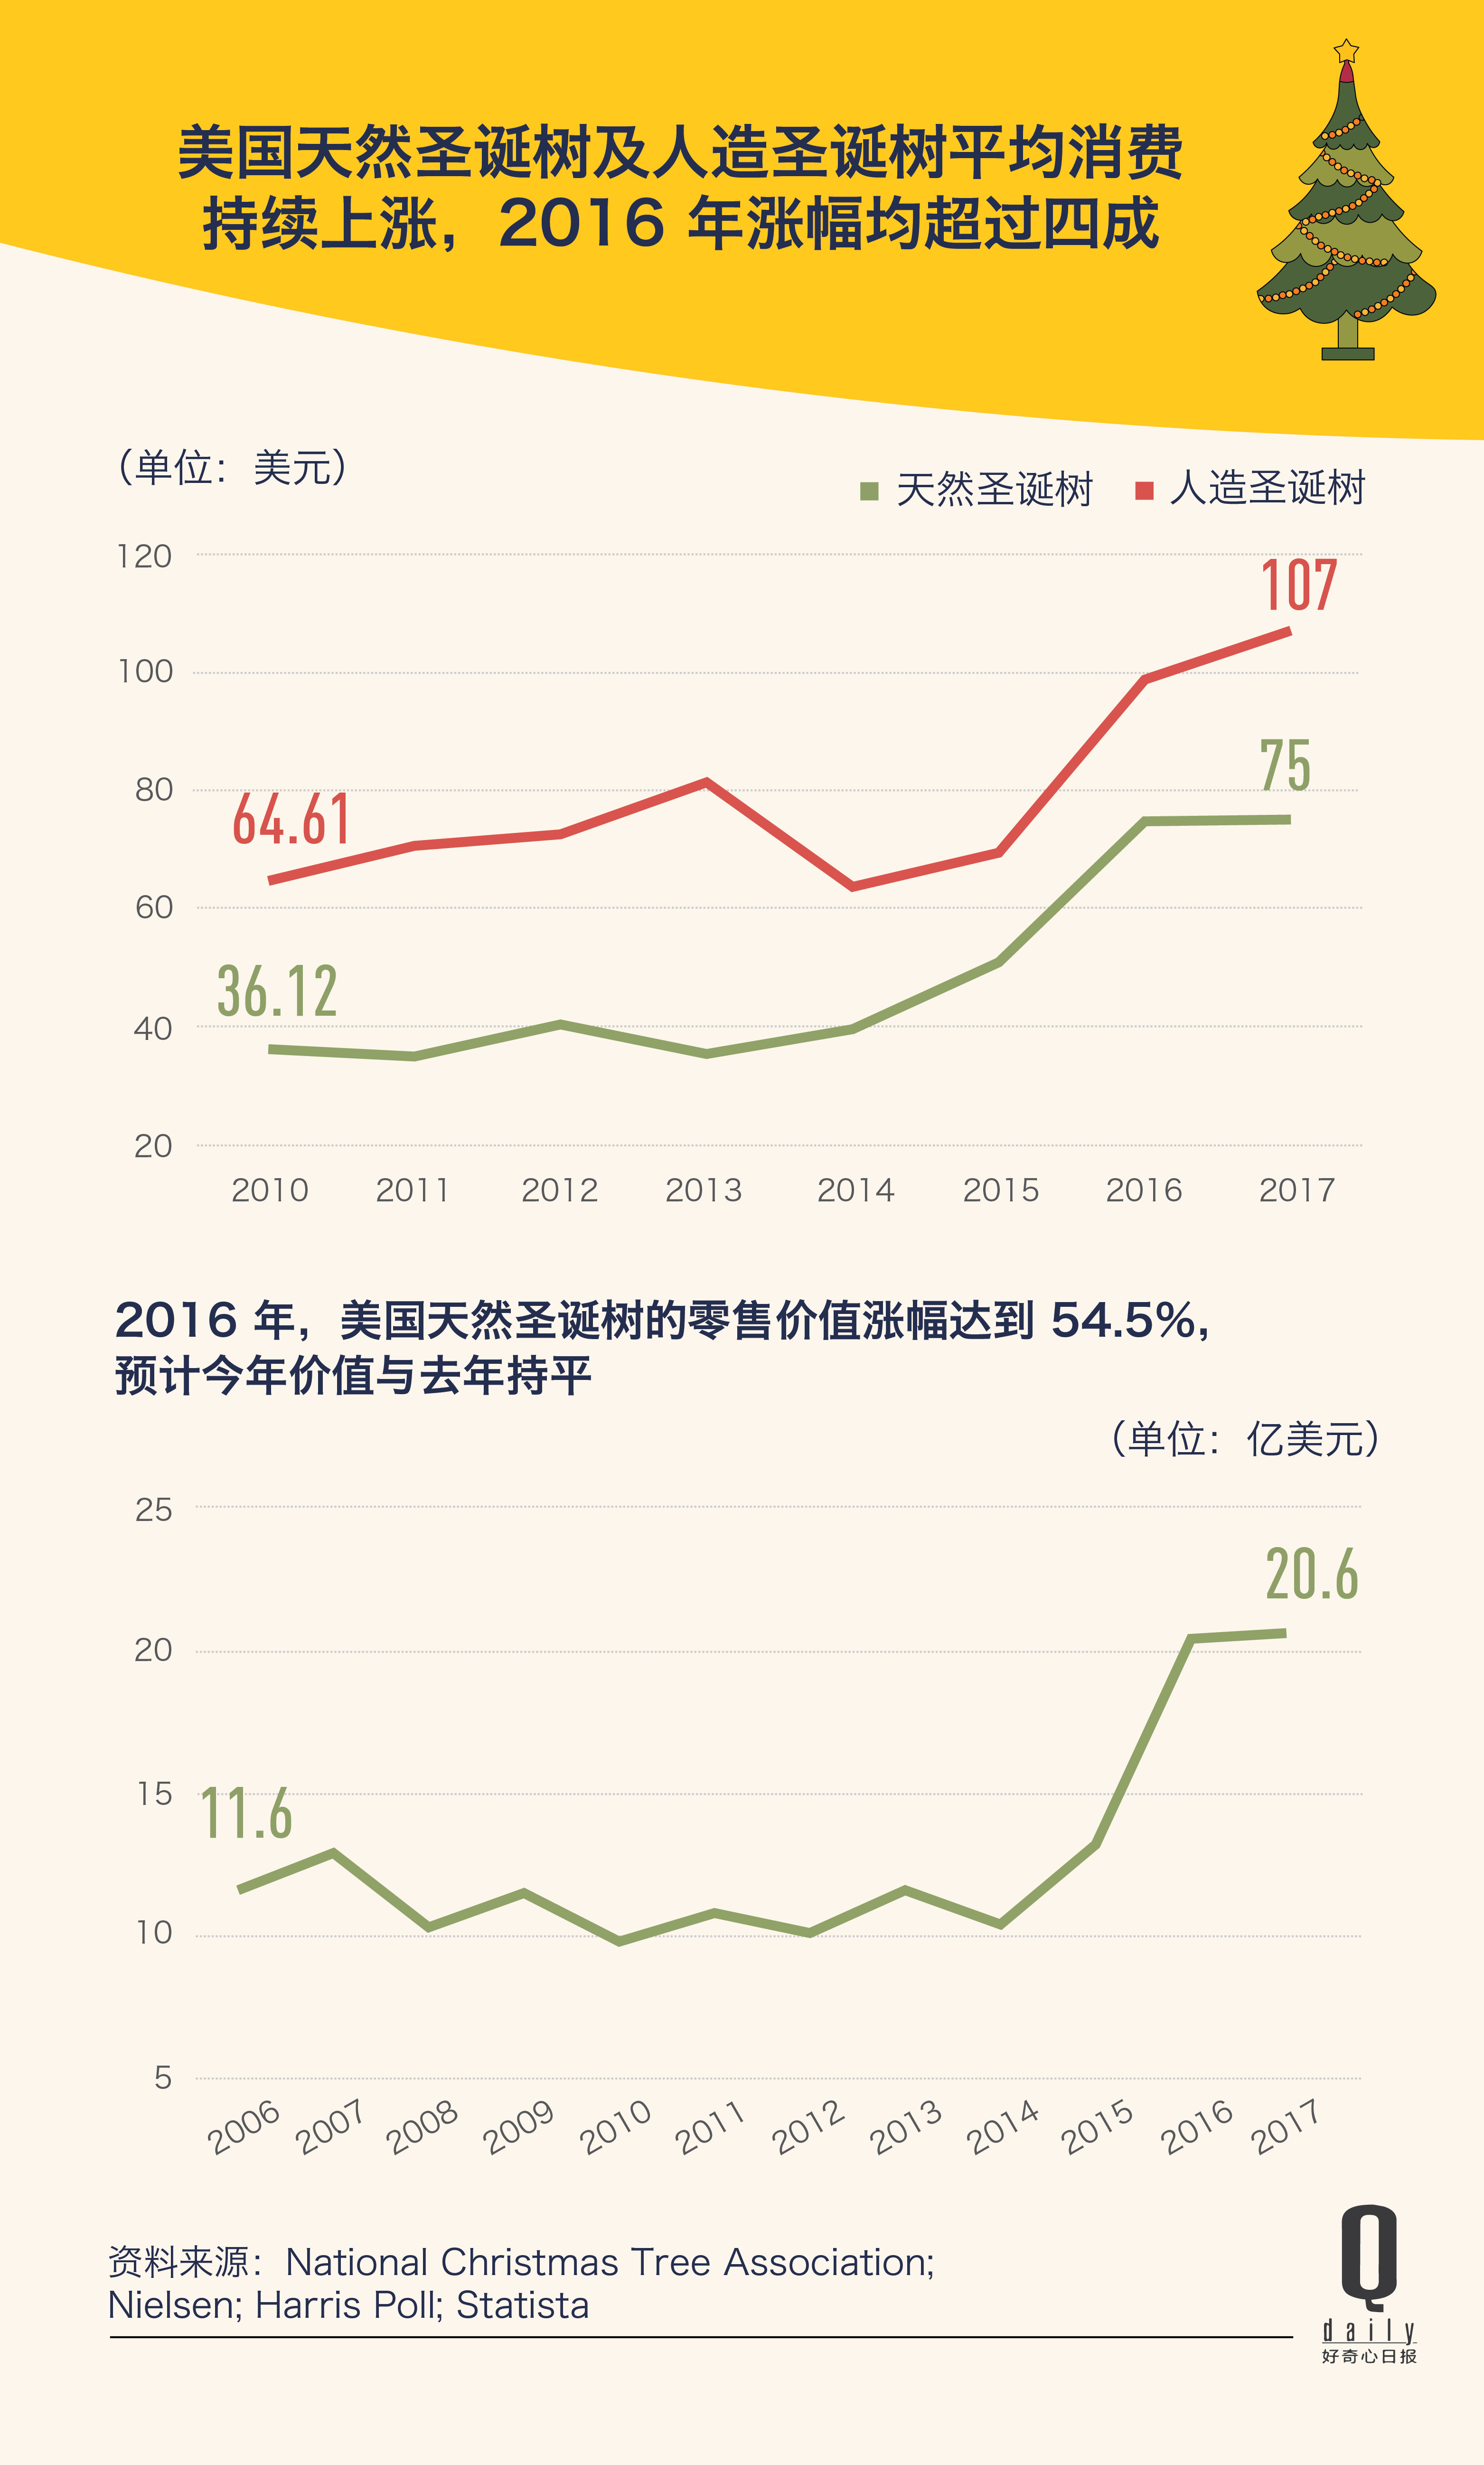 美国天然圣诞树及人造圣诞树平均消费
持续上涨，2016 年涨幅均超过四成
（单位：美元）
天然圣诞树 人造圣诞树
120
100
80
60
40
20
107
75
64.61
36.12
2010 2011 2012 2013 2014 2015 2016 2017
2016 年，美国天然圣诞树的零售价值涨幅达到 54.5%,
预计今年价值与去年持平
（单位：亿美元）
25
20
15
10
5
20.6
11.6
2006 2007 2008 2009 2010 2011 2012 2013 2014 2015 2016 2017
资料来源：National Christmas Tree Association;
Nielsen; Harris Poll; Statista
Q
daily
好奇心日报